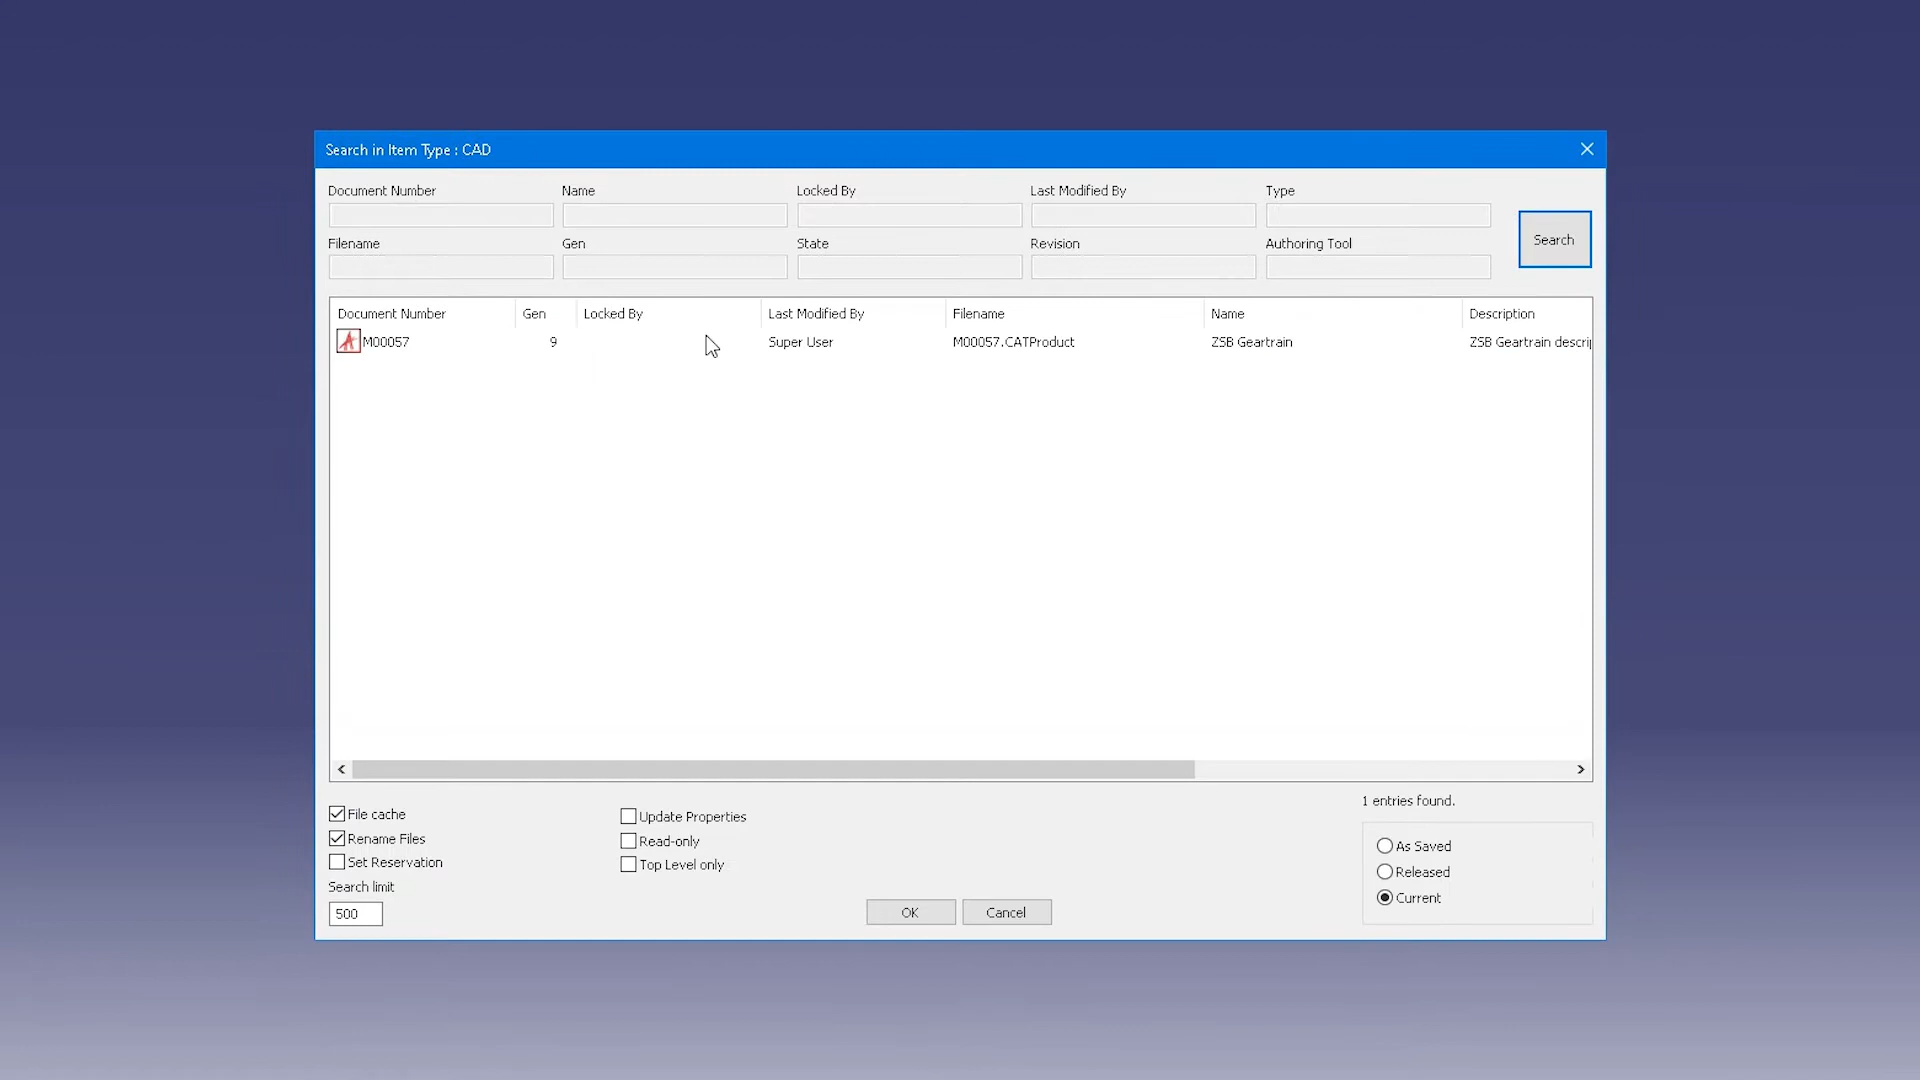 Search in Item Type : CAD
Document Number Name Locked By Last Modified By Type
Filename Gen State Revision Authoring Tool
Search
Document Number Gen Locked By Last Modified By Filename Name Description
M00057 9 Super User M00057.CATProduct ZSB Geartrain ZSB Geartrain descri
File cache
Rename Files
Set Reservation
Search limit
500
Update Properties
Read-only
Top Level only
OK Cancel
1 entries found.
As Saved
Released
Current